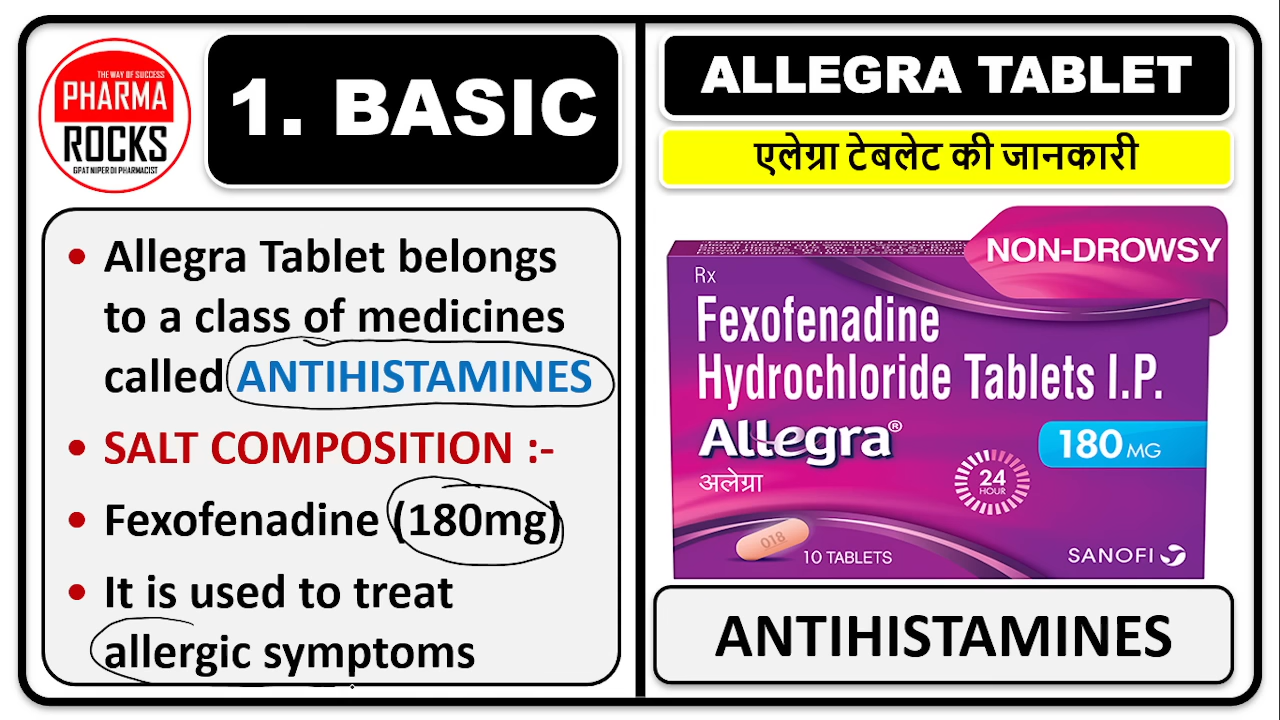 THE WAY OF SUCCESS
PHARMA
ROCKS
GPAT NIPER DI PHARMACIST
1. BASIC
• Allegra Tablet belongs
to a class of medicines
called ANTIHISTAMINES
• SALT COMPOSITION :-
• Fexofenadine (180mg)
• It is used to treat
allergic symptoms
ALLEGRA TABLET
एलेग्रा टेबलेट की जानकारी
NON-DROWSY
Rx
Fexofenadine
Hydrochloride Tablets I.P.
Allegra®
180 MG
अलेग्रा
24
HOUR
018
10 TABLETS
SANOFI
ANTIHISTAMINES